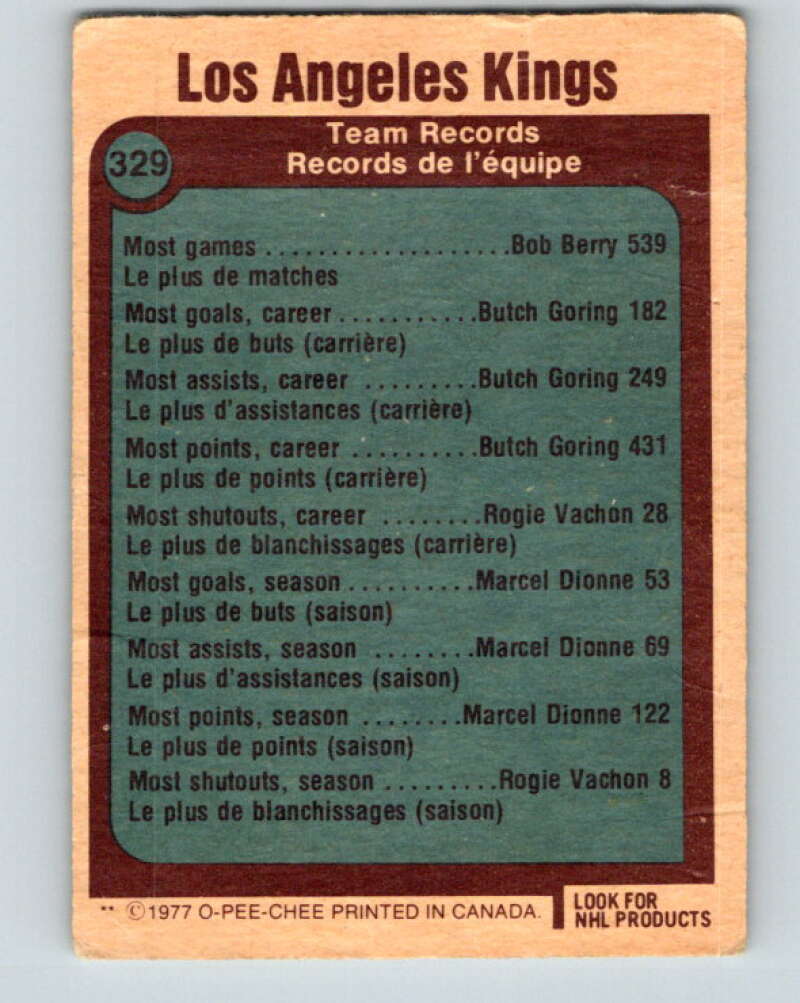 Los Angeles Kings
329
Team Records
Records de l'équipe
Most games ...................Bob Berry 539
Le plus de matches
Most goals, career...........Butch Goring 182
Le plus de buts (carrière)
Most assists, career .........Butch Goring 249
Le plus d'assistances (carrière)
Most points, career ..........Butch Goring 431
Le plus de points (carrière)
Most shutouts, career ........Rogie Vachon 28
Le plus de blanchissages (carrière)
Most goals, season..........Marcel Dionne 53
Le plus de buts (saison)
Most assists, season ........Marcel Dionne 69
Le plus d'assistances (saison)
Most points, season ........Marcel Dionne 122
Le plus de points (saison)
Most shutouts, season .........Rogie Vachon 8
Le plus de blanchissages (saison)
** ©1977 O-PEE-CHEE PRINTED IN CANADA.
LOOK FOR
NHL PRODUCTS